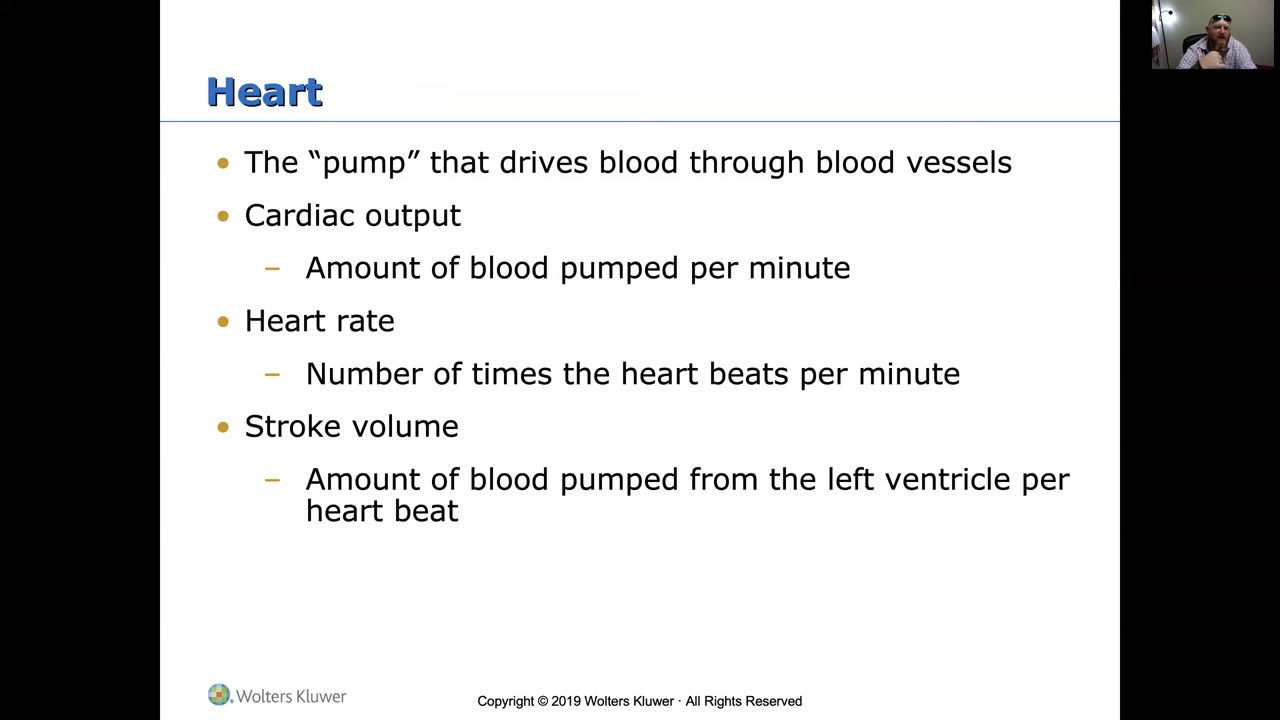 Heart
• The “pump” that drives blood through blood vessels
• Cardiac output
– Amount of blood pumped per minute
• Heart rate
– Number of times the heart beats per minute
• Stroke volume
– Amount of blood pumped from the left ventricle per
heart beat
Wolters Kluwer
Copyright © 2019 Wolters Kluwer · All Rights Reserved